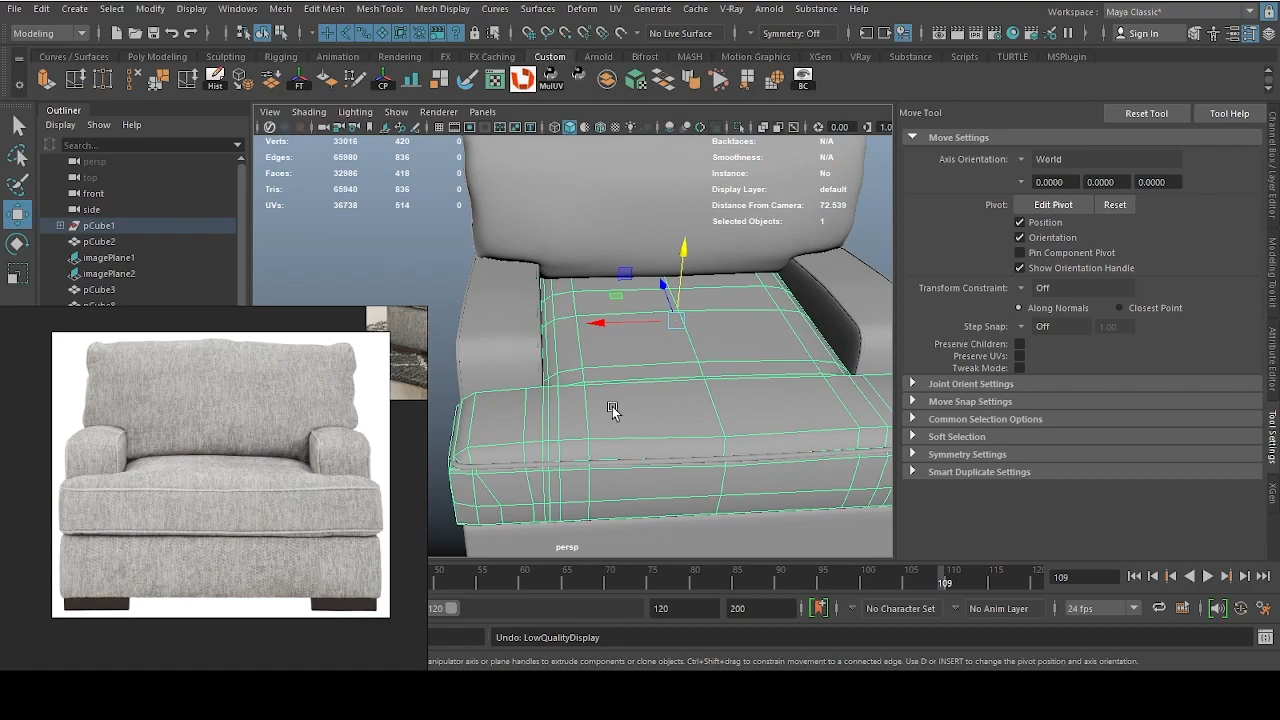 File Edit Create Select Modify Display Windows Mesh Edit Mesh Mesh Tools Mesh Display Curves Surfaces Deform UV Generate Cache V-Ray Arnold Substance Help
Workspace : Maya Classic*
Modeling No Live Surface Symmetry: Off Sign In
Curves / Surfaces Poly Modeling Sculpting Rigging Animation Rendering FX FX Caching Custom Arnold Bifrost MASH Motion Graphics XGen VRay Substance Scripts TURTLE MSPlugin
Hist FT CP MulUV BC
Outliner
Display Show Help
Search...
persp
top
front
side
pCube1
pCube2
imagePlane1
imagePlane2
pCube3
View Shading Lighting Show Renderer Panels
0.00 1.0
Verts: 33016 420 0
Edges: 65980 836 0
Faces: 32986 418 0
Tris: 65940 836 0
UVs: 36738 514 0
Backfaces: N/A
Smoothness: N/A
Instance: No
Display Layer: default
Distance From Camera: 72.539
Selected Objects: 1
persp
Move Tool Reset Tool Tool Help
Move Settings
Axis Orientation: World
0.0000 0.0000 0.0000
Pivot: Edit Pivot Reset
Position
Orientation
Pin Component Pivot
Show Orientation Handle
Transform Constraint: Off
Along Normals Closest Point
Step Snap: Off 1.00
Preserve Children:
Preserve UVs:
Tweak Mode:
Joint Orient Settings
Move Snap Settings
Common Selection Options
Soft Selection
Symmetry Settings
Smart Duplicate Settings
Channel Box / Layer Editor
Modeling Toolkit
Attribute Editor
Tool Settings
XGen
50 55 60 65 70 75 80 85 90 95 100 105 110 115 120
109 109
120 120 200 No Character Set No Anim Layer 24 fps
Undo: LowQualityDisplay
manipulator axis or plane handles to extrude components or clone objects. Ctrl+Shift+drag to constrain movement to a connected edge. Use D or INSERT to change the pivot position and axis orientation.